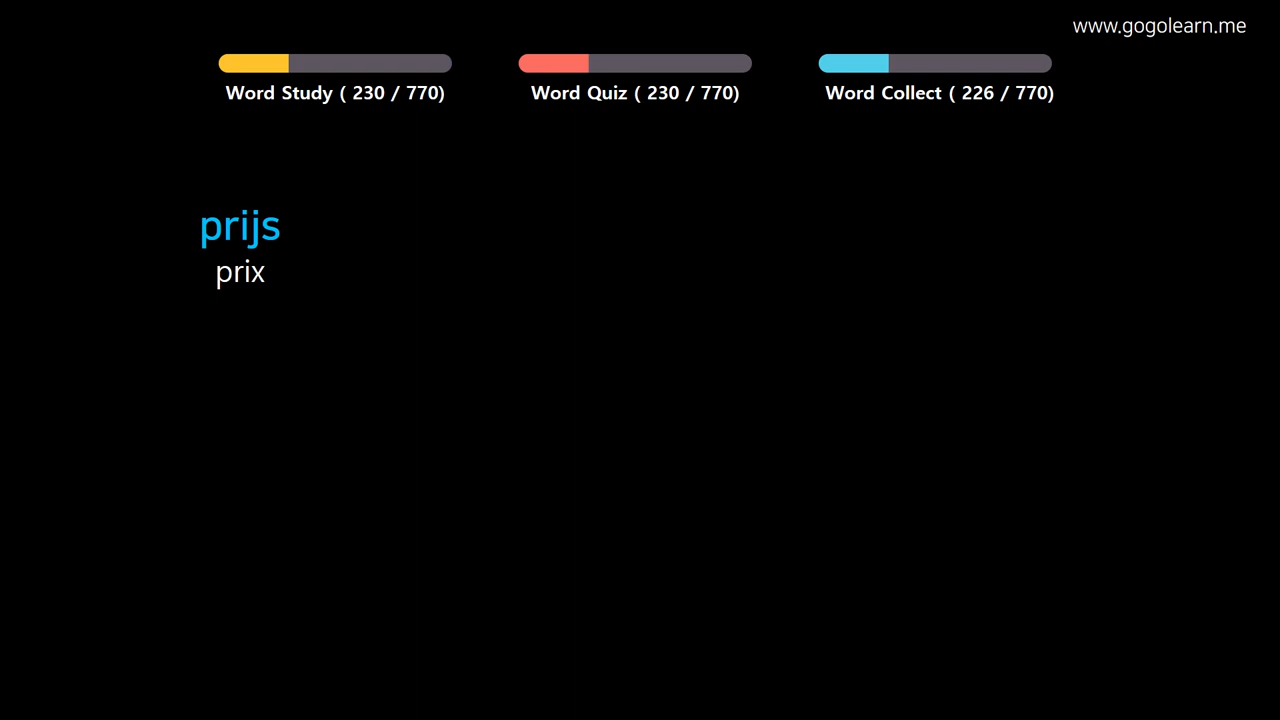 www.gogolearn.me
Word Study ( 230 / 770)
Word Quiz ( 230 / 770)
Word Collect ( 226 / 770)
prijs
prix